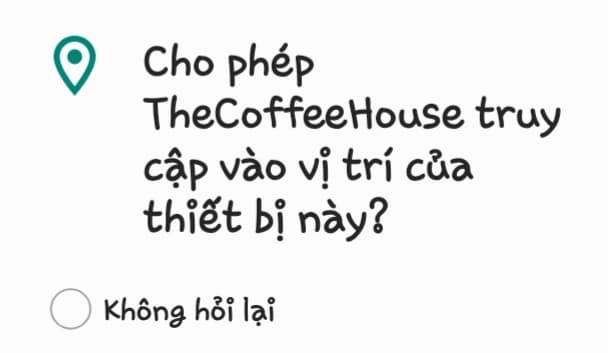 Cho phép
TheCoffeeHouse truy
cập vào vị trí của
thiết bị này?
Không hỏi lại